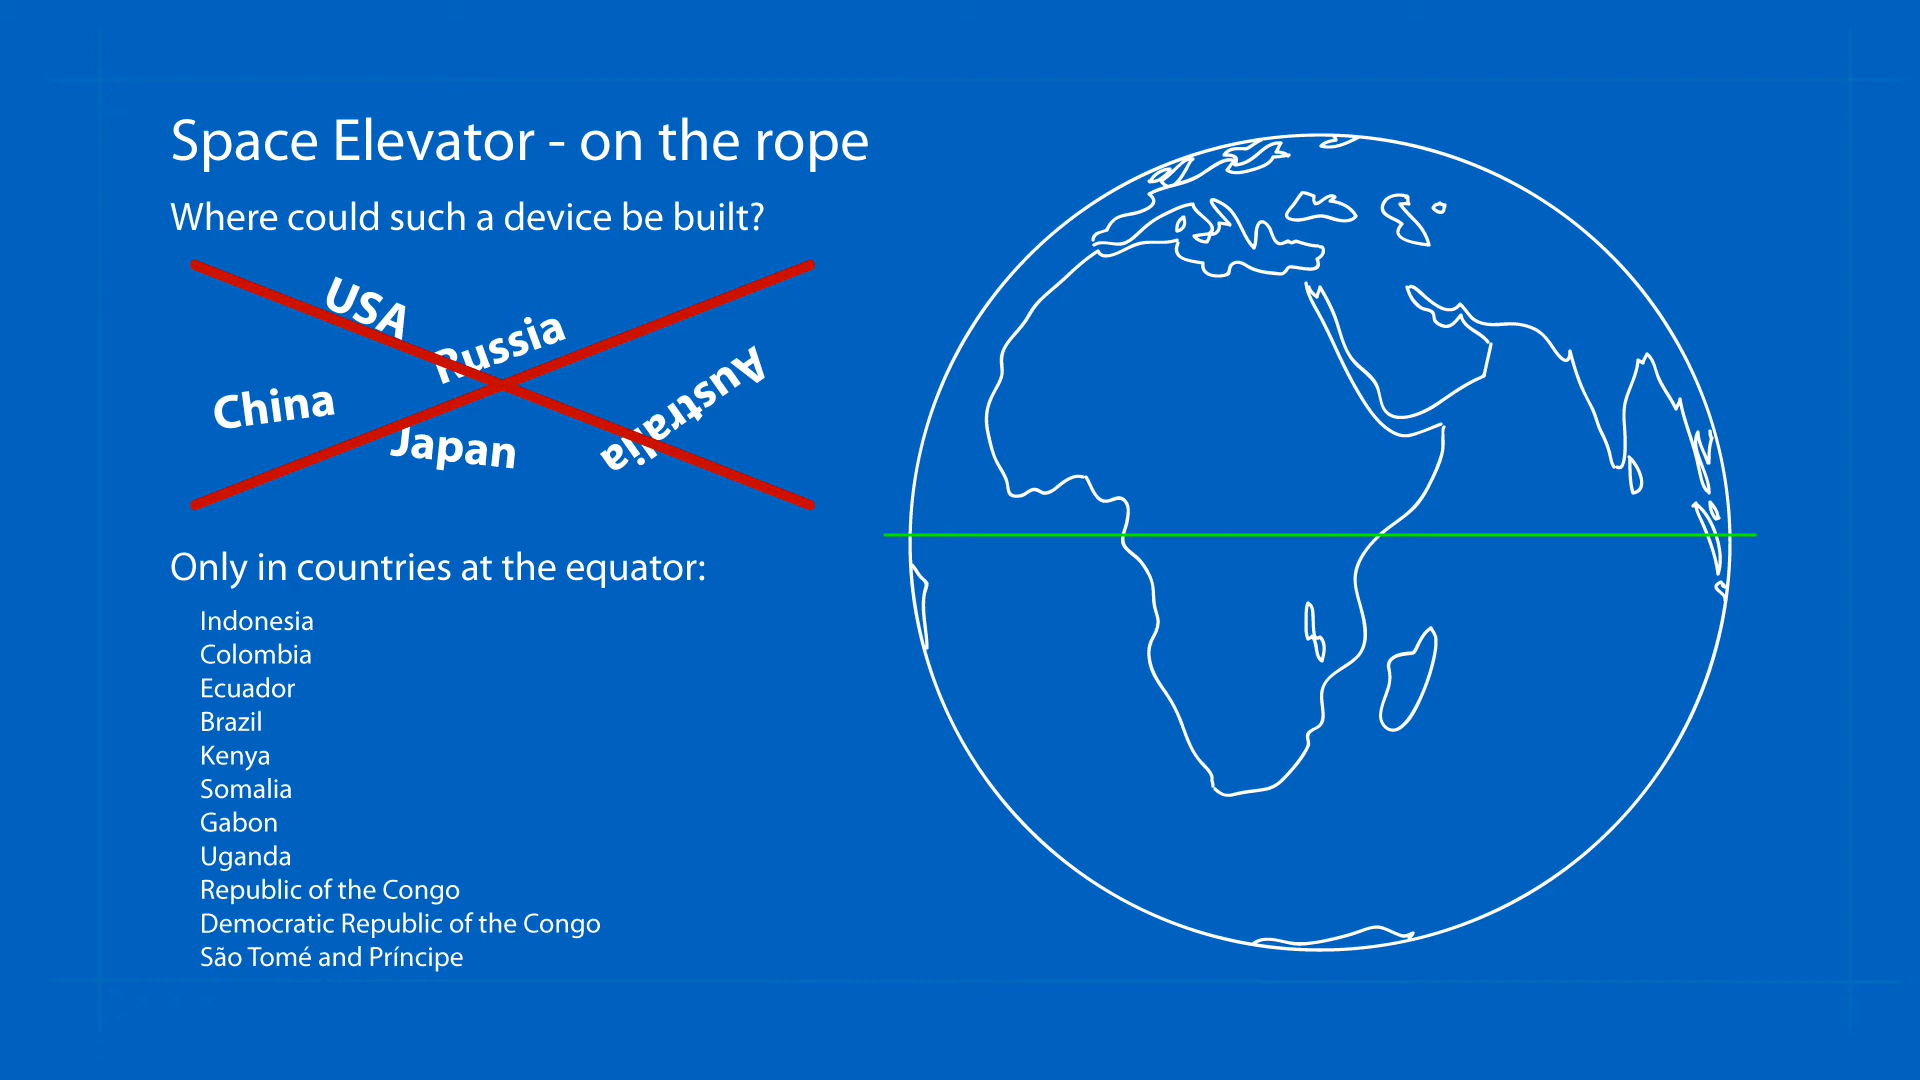 Space Elevator - on the rope
Where could such a device be built?
USA
Russia
Australia
China
Japan
Only in countries at the equator:
Indonesia
Colombia
Ecuador
Brazil
Kenya
Somalia
Gabon
Uganda
Republic of the Congo
Democratic Republic of the Congo
São Tomé and Príncipe